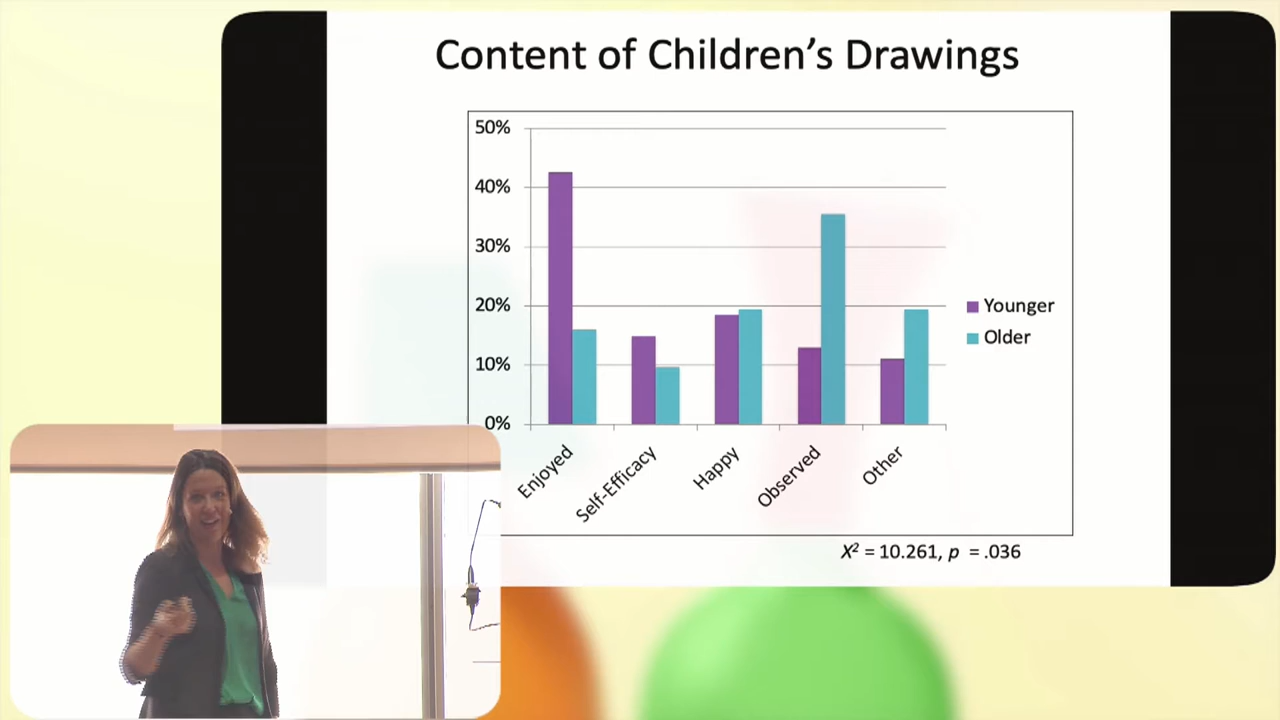 Content of Children's Drawings
50%
40%
30%
20%
10%
0%
Enjoyed
Self-Efficacy
Happy
Observed
Other
Younger
Older
X² = 10.261, p = .036